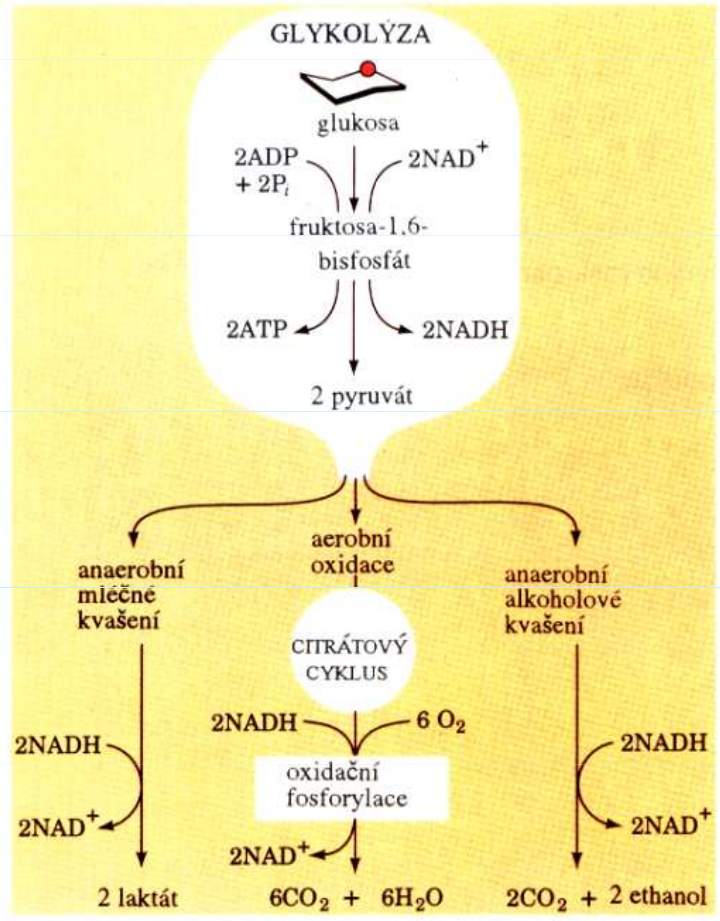 GLYKOLÝZA
glukosa
2ADP
+ 2Pᵢ
2NAD⁺
fruktosa-1,6-
bisfosfát
2ATP
2NADH
2 pyruvát
anaerobní
mléčné
kvašení
aerobní
oxidace
anaerobní
alkoholové
kvašení
CITRÁTOVÝ
CYKLUS
2NADH
6 O₂
2NADH
2NAD⁺
oxidační
fosforylace
2NADH
2NAD⁺
2NAD⁺
2 laktát
6CO₂ + 6H₂O
2CO₂ + 2 ethanol